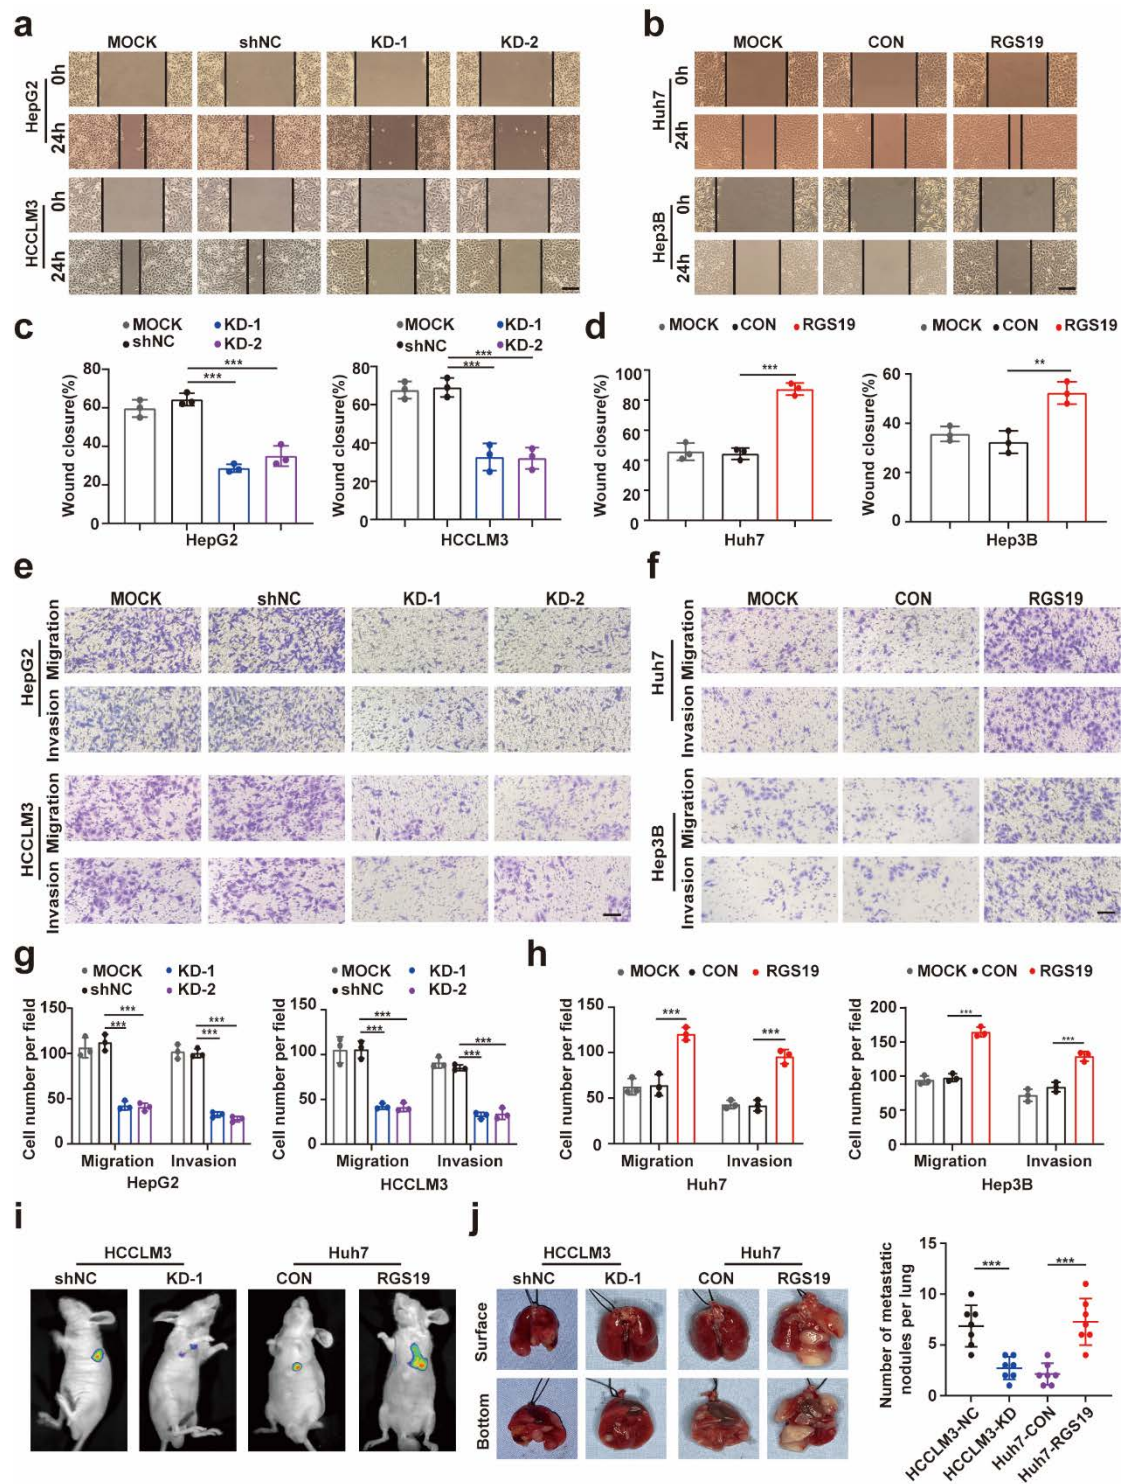 a
MOCK shNC KD-1 KD-2
HepG2
0h
24h
HCCLM3
0h
24h
b
MOCK CON RGS19
Huh7
0h
24h
Hep3B
0h
24h
c
MOCK KD-1
shNC KD-2
***
***
Wound closure(%)
80
60
40
20
0
HepG2
MOCK KD-1
shNC KD-2
***
***
Wound closure(%)
80
60
40
20
0
HCCLM3
d
MOCK CON RGS19
***
Wound closure(%)
100
80
60
40
20
0
Huh7
MOCK CON RGS19
**
Wound closure(%)
60
40
20
0
Hep3B
e
MOCK shNC KD-1 KD-2
HepG2
Migration
Invasion
HCCLM3
Migration
Invasion
f
MOCK CON RGS19
Huh7
Migration
Invasion
Hep3B
Migration
Invasion
g
MOCK KD-1
shNC KD-2
*** ***
*** ***
Cell number per field
150
100
50
0
Migration Invasion
HepG2
MOCK KD-1
shNC KD-2
*** ***
*** ***
Cell number per field
150
100
50
0
Migration Invasion
HCCLM3
h
MOCK CON RGS19
*** ***
Cell number per field
150
100
50
0
Migration Invasion
Huh7
MOCK CON RGS19
*** ***
Cell number per field
200
150
100
50
0
Migration Invasion
Hep3B
i
HCCLM3 Huh7
shNC KD-1 CON RGS19
j
HCCLM3 Huh7
shNC KD-1 CON RGS19
Surface
Bottom
Number of metastatic
nodules per lung
15
10
5
0
*** ***
HCCLM3-NC
HCCLM3-KD
Huh7-CON
Huh7-RGS19